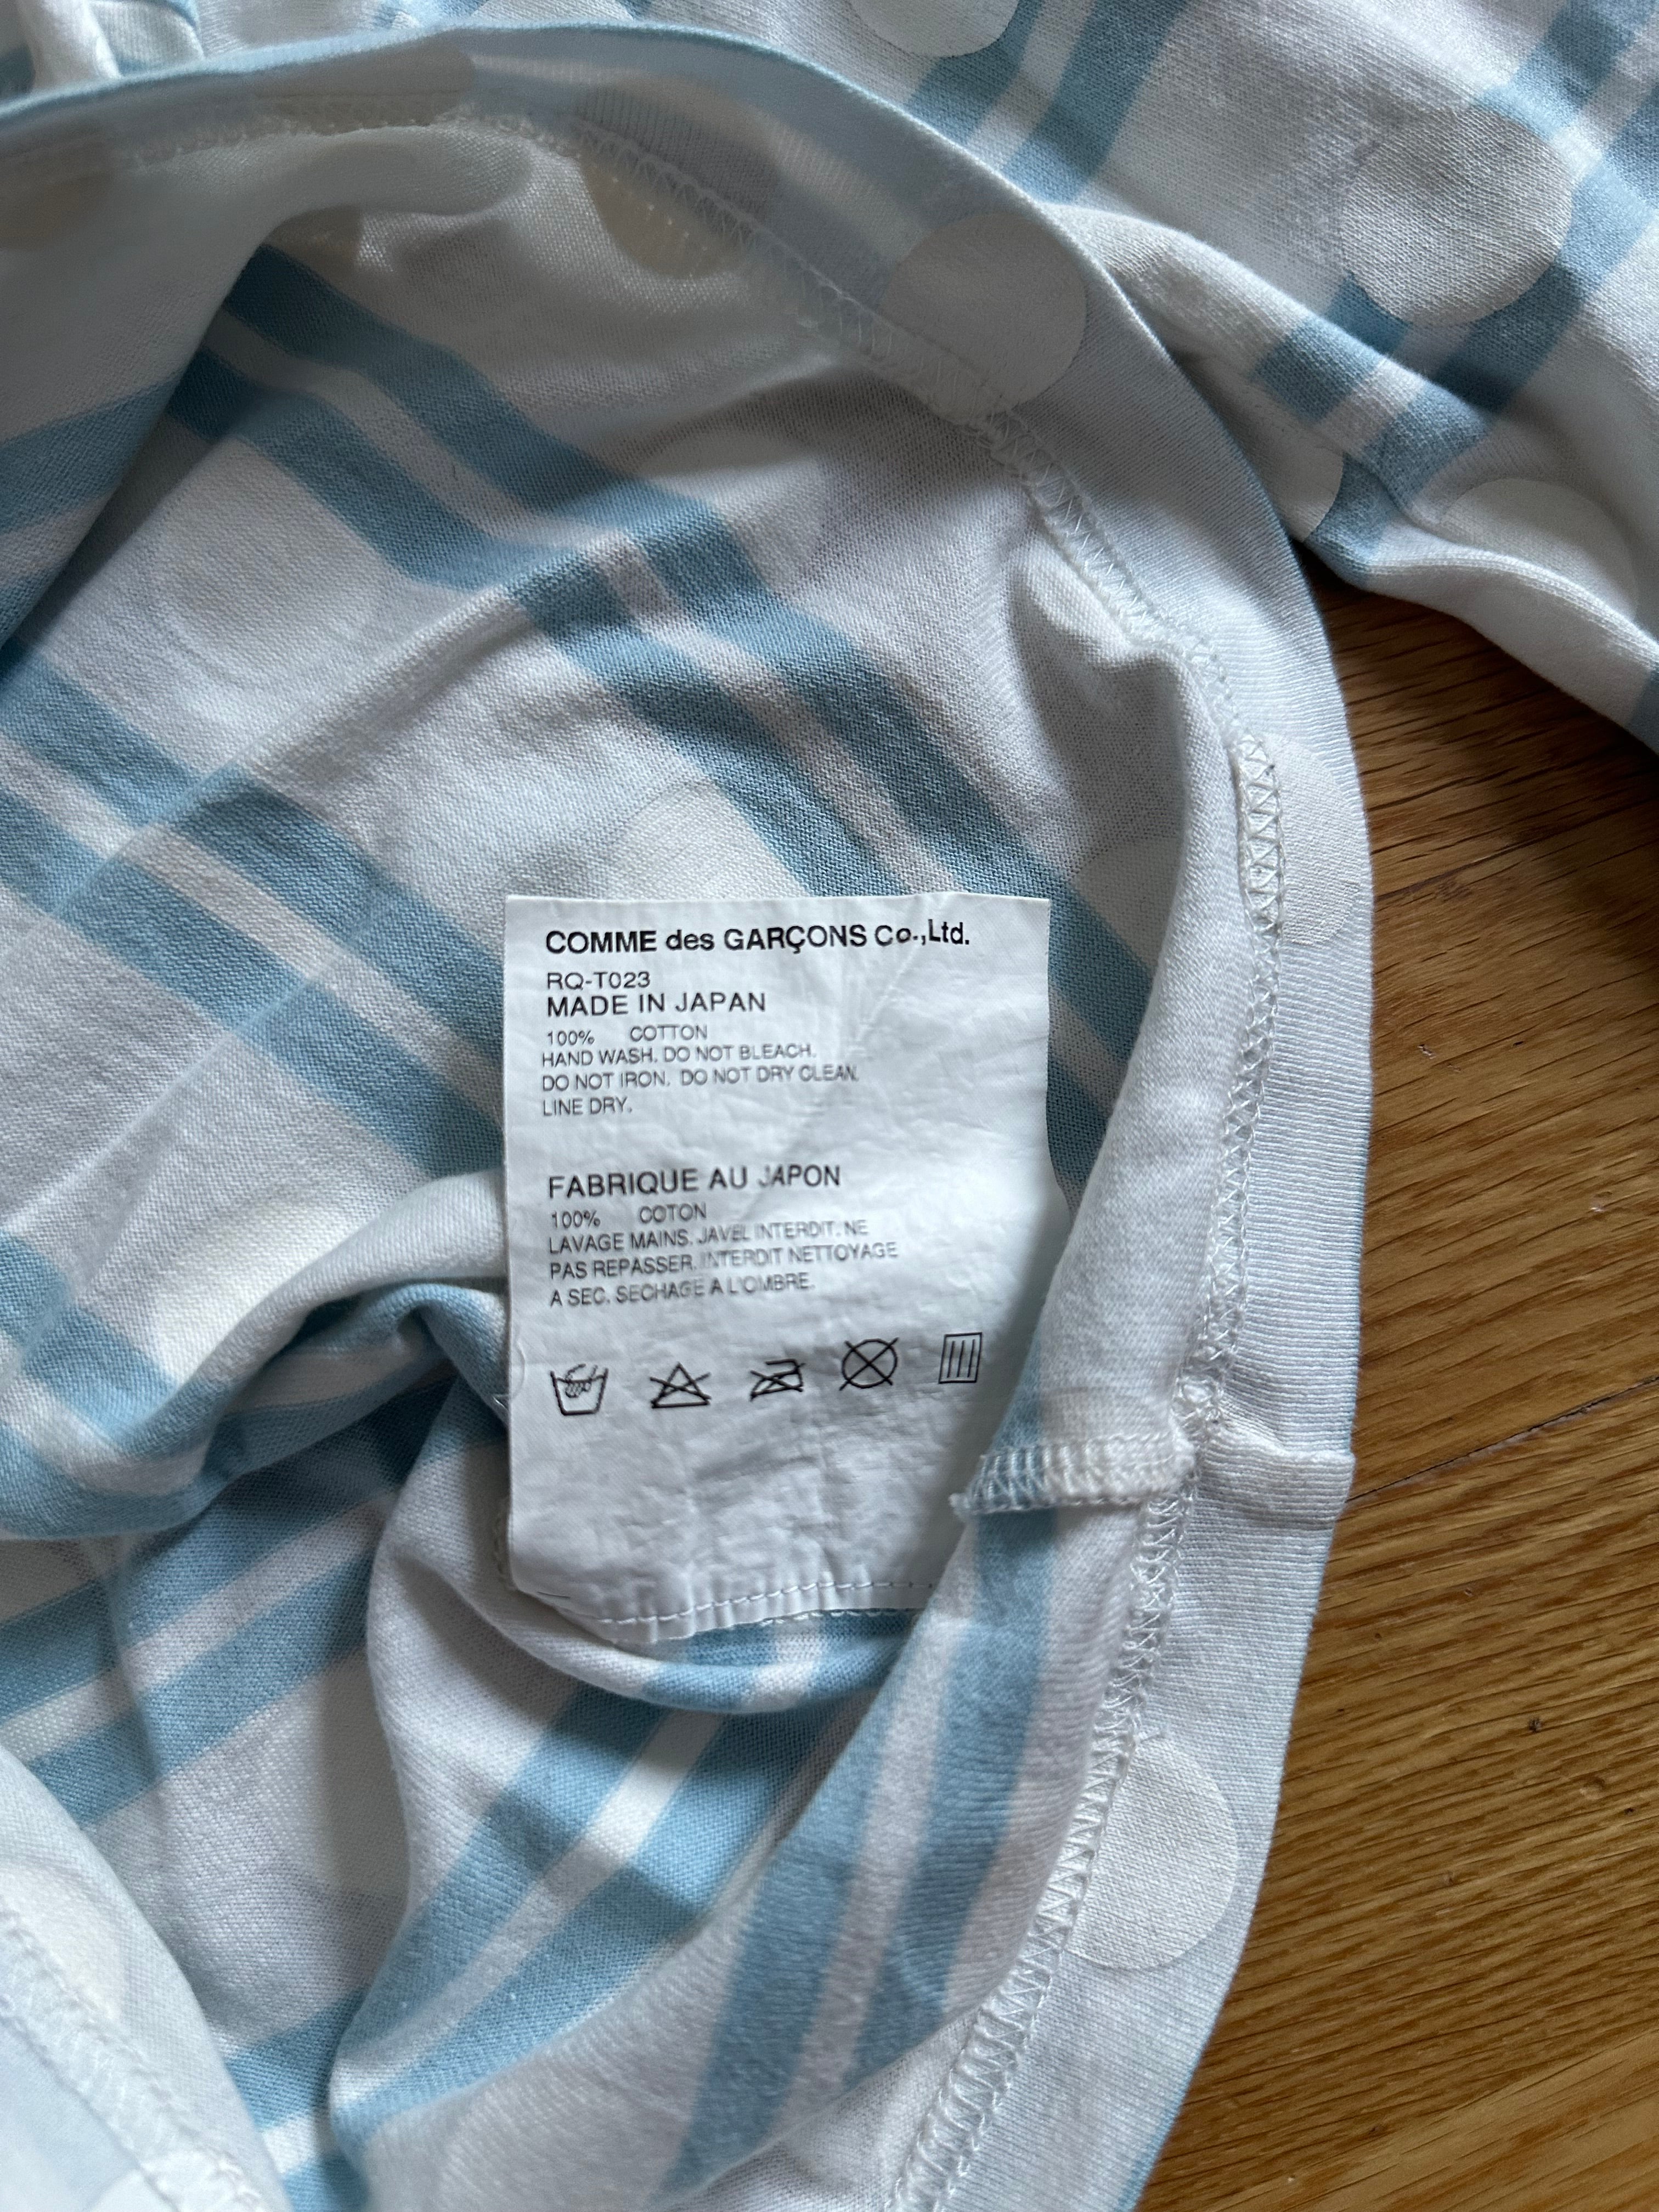 COMME des GARÇONS Co.,Ltd.
RQ-T023
MADE IN JAPAN
100% COTTON
HAND WASH. DO NOT BLEACH.
DO NOT IRON. DO NOT DRY CLEAN.
LINE DRY.
FABRIQUE AU JAPON
100% COTON
LAVAGE MAINS. JAVEL INTERDIT. NE
PAS REPASSER. INTERDIT NETTOYAGE
A SEC. SECHAGE A L'OMBRE.